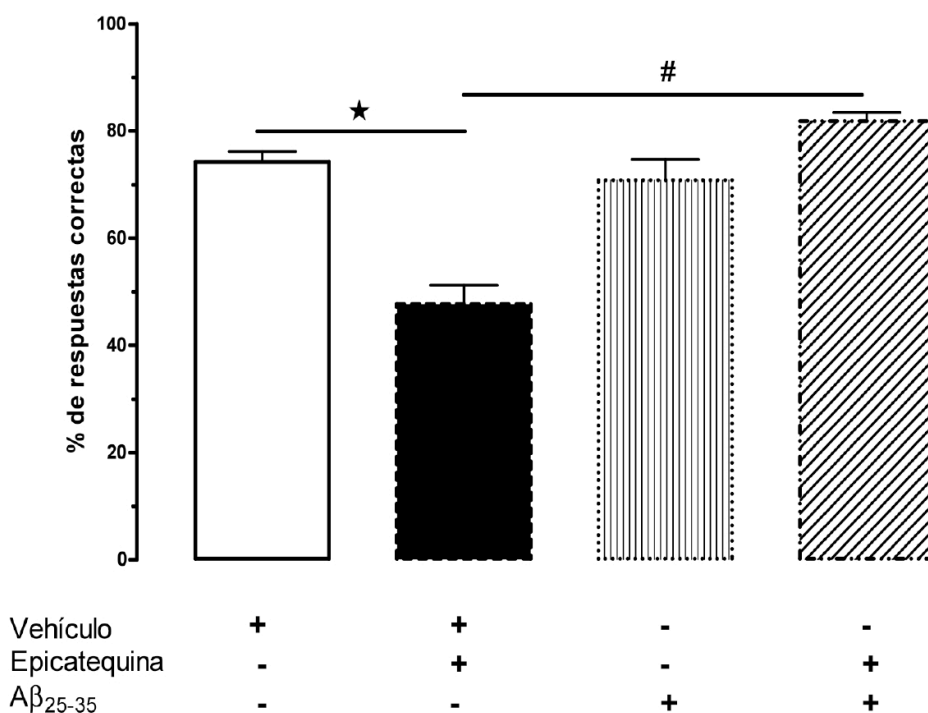 100
80
60
40
20
0
% de respuestas correctas
★
#
Vehículo + + - -
Epicatequina - + - +
Aβ25-35 - - + +